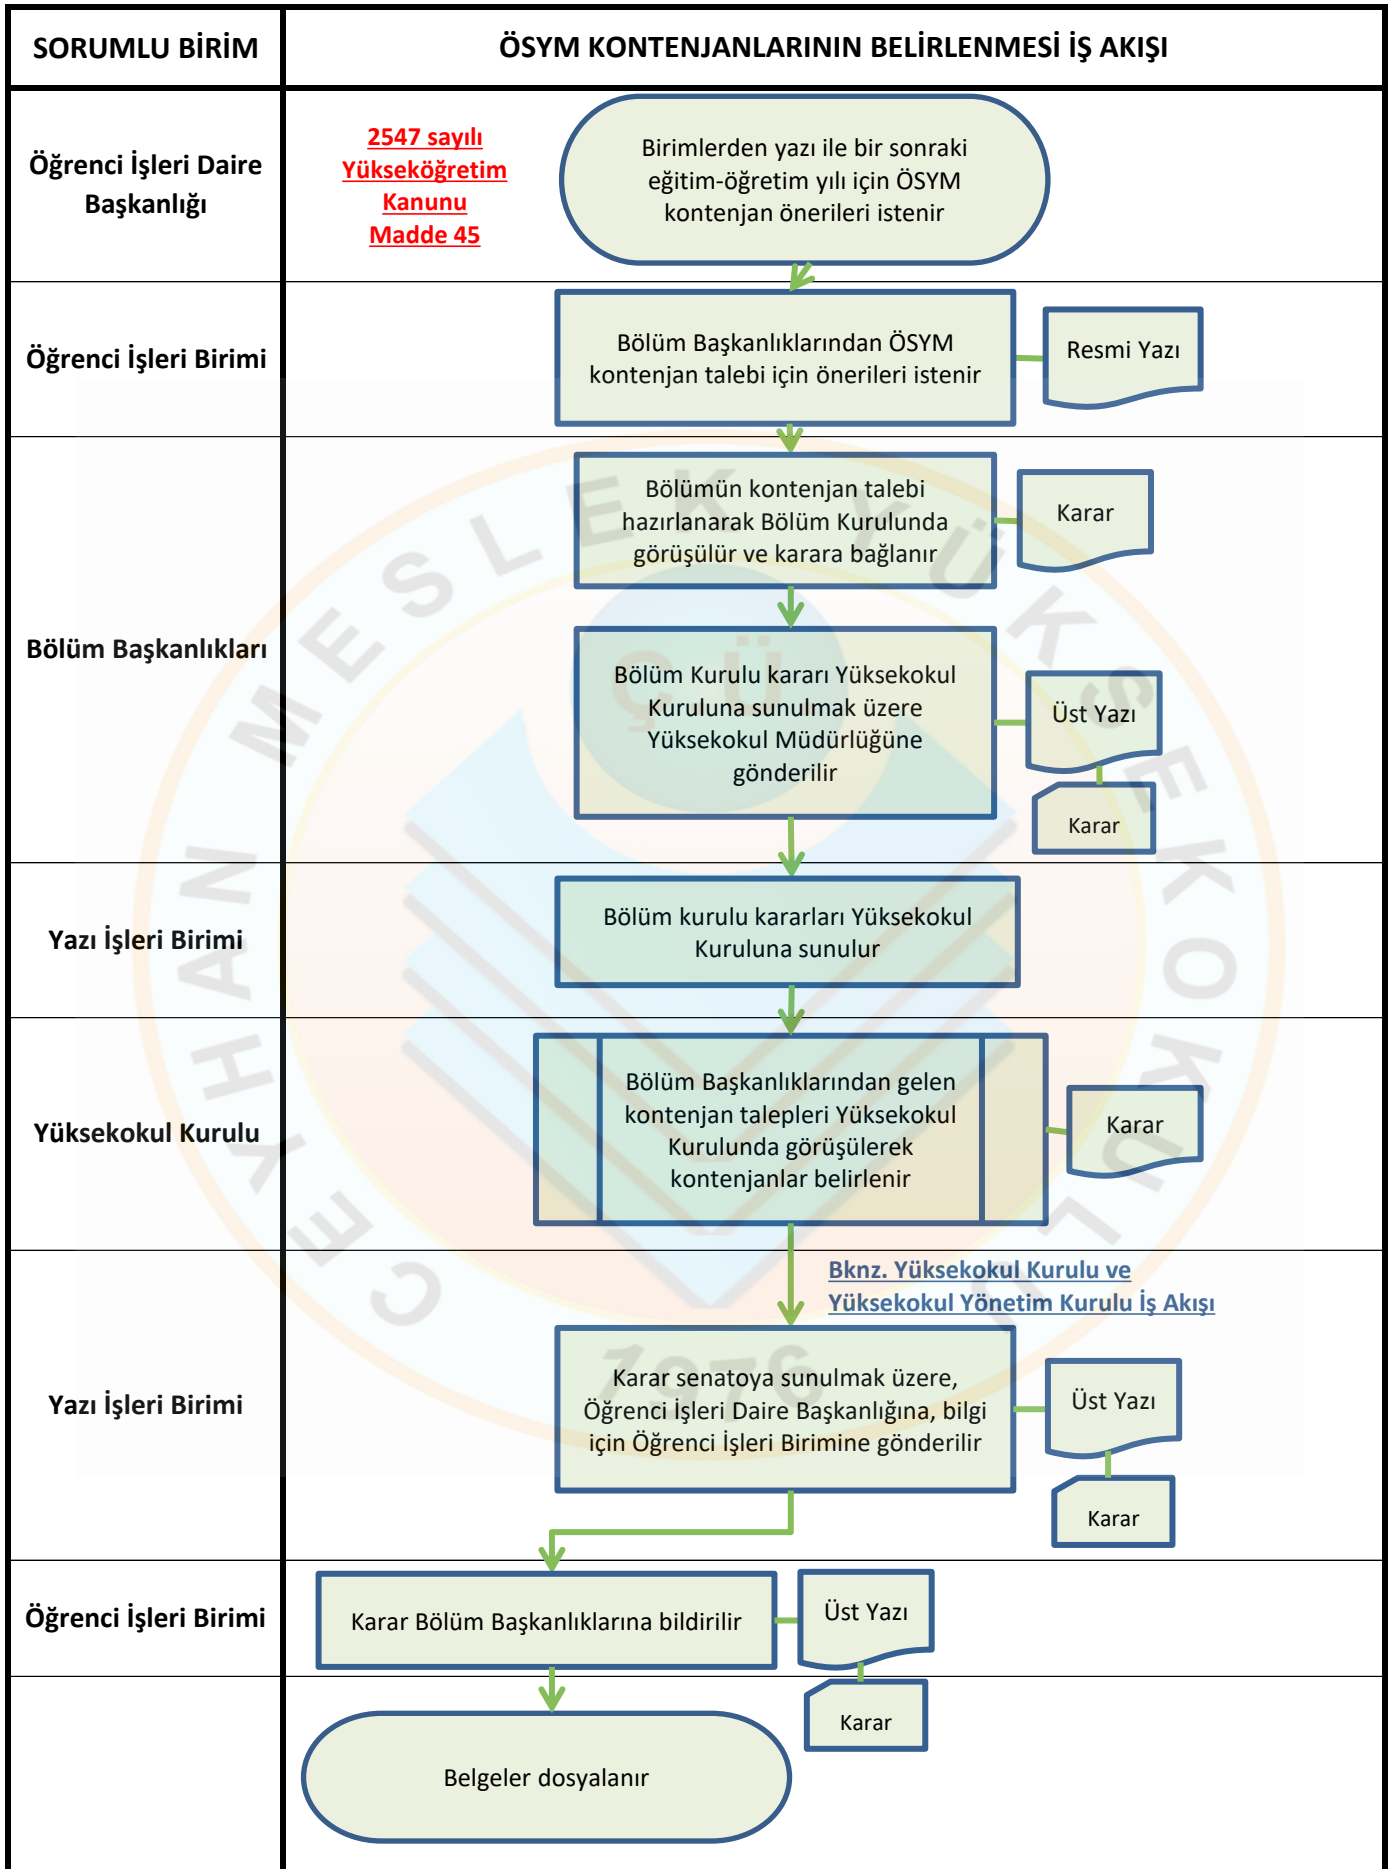 SORUMLU BİRİM
ÖSYM KONTENJANLARININ BELİRLENMESİ İŞ AKIŞI
Öğrenci İşleri Daire
Başkanlığı
2547 sayılı
Yükseköğretim
Kanunu
Madde 45
Birimlerden yazı ile bir sonraki
eğitim-öğretim yılı için ÖSYM
kontenjan önerileri istenir
Öğrenci İşleri Birimi
Bölüm Başkanlıklarından ÖSYM
kontenjan talebi için önerileri istenir
Resmi Yazı
Bölüm Başkanlıkları
Bölümün kontenjan talebi
hazırlanarak Bölüm Kurulunda
görüşülür ve karara bağlanır
Karar
Bölüm Kurulu kararı Yüksekokul
Kuruluna sunulmak üzere
Yüksekokul Müdürlüğüne
gönderilir
Üst Yazı
Karar
Yazı İşleri Birimi
Bölüm kurulu kararları Yüksekokul
Kuruluna sunulur
Yüksekokul Kurulu
Bölüm Başkanlıklarından gelen
kontenjan talepleri Yüksekokul
Kurulunda görüşülerek
kontenjanlar belirlenir
Karar
Bknz. Yüksekokul Kurulu ve
Yüksekokul Yönetim Kurulu İş Akışı
Yazı İşleri Birimi
Karar senatoya sunulmak üzere,
Öğrenci İşleri Daire Başkanlığına, bilgi
için Öğrenci İşleri Birimine gönderilir
Üst Yazı
Karar
Öğrenci İşleri Birimi
Karar Bölüm Başkanlıklarına bildirilir
Üst Yazı
Karar
Belgeler dosyalanır
CEYHAN MESLEK YÜKSEKOKULU
ÇÜ
1976